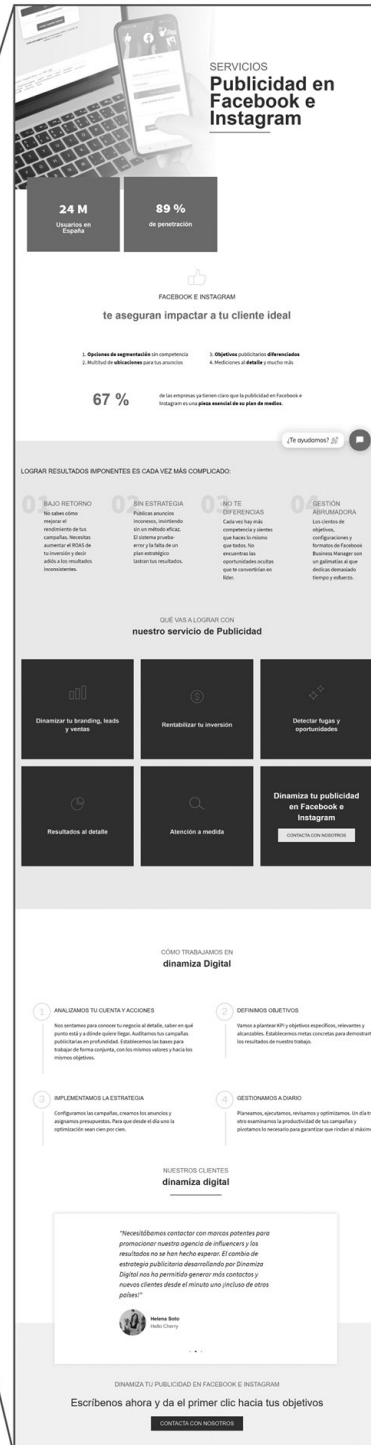 SERVICIOS
Publicidad en
Facebook e
Instagram
24 M
Usuarios en
España
89 %
de penetración
FACEBOOK E INSTAGRAM
te aseguran impactar a tu cliente ideal
1. Opciones de segmentación sin competencia
2. Multitud de ubicaciones para tus anuncios
3. Objetivos publicitarios diferenciados
4. Mediciones al detalle y mucho más
67 %
de las empresas ya tienen claro que la publicidad en Facebook e
Instagram es una pieza esencial de su plan de medios.
¿Te ayudamos?
LOGRAR RESULTADOS IMPONENTES ES CADA VEZ MÁS COMPLICADO:
01
BAJO RETORNO
No sabes cómo
mejorar el
rendimiento de tus
campañas. Necesitas
aumentar el ROAS de
tu inversión y decir
adiós a los resultados
inconsistentes.
02
SIN ESTRATEGIA
Publicas anuncios
inconexos, invirtiendo
sin un método eficaz.
El sistema prueba-
error y la falta de un
plan estratégico
lastran tus resultados.
03
NO TE
DIFERENCIAS
Cada vez hay más
competencia y sientes
que haces lo mismo
que todos. No
encuentras las
oportunidades ocultas
que te convertirían en
líder.
04
GESTIÓN
ABRUMADORA
Los cientos de
objetivos,
configuraciones y
formatos de Facebook
Business Manager son
un galimatías al que
dedicas demasiado
tiempo y esfuerzo.
QUÉ VAS A LOGRAR CON
nuestro servicio de Publicidad
Dinamizar tu branding, leads
y ventas
Rentabilizar tu inversión
Detectar fugas y
oportunidades
Resultados al detalle
Atención a medida
Dinamiza tu publicidad
en Facebook e
Instagram
CONTACTA CON NOSOTROS
CÓMO TRABAJAMOS EN
dinamiza Digital
1
ANALIZAMOS TU CUENTA Y ACCIONES
Nos sentamos para conocer tu negocio al detalle, saber en qué
punto está y a dónde quiere llegar. Auditamos tus campañas
publicitarias en profundidad. Establecemos las bases para
trabajar de forma conjunta, con los mismos valores y hacia los
mismos objetivos.
2
DEFINIMOS OBJETIVOS
Vamos a plantear KPI y objetivos específicos, relevantes y
alcanzables. Establecemos metas concretas para demostrart
los resultados de nuestro trabajo.
3
IMPLEMENTAMOS LA ESTRATEGIA
Configuramos las campañas, creamos los anuncios y
asignamos presupuestos. Para que desde el día uno la
optimización sean cien por cien.
4
GESTIONAMOS A DIARIO
Planeamos, ejecutamos, revisamos y optimizamos. Un día tr
otro examinamos la productividad de tus campañas y
pivotamos lo necesario para garantizar que rindan al máximo
NUESTROS CLIENTES
dinamiza digital
"Necesitábamos contactar con marcas potentes para
promocionar nuestra agencia de influencers y los
resultados no se han hecho esperar. El cambio de
estrategia publicitaria desarrollando por Dinamiza
Digital nos ha permitido generar más contactos y
nuevos clientes desde el minuto uno ¡incluso de otros
países!"
Helena Soto
Hello Cherry
DINAMIZA TU PUBLICIDAD EN FACEBOOK E INSTAGRAM
Escríbenos ahora y da el primer clic hacia tus objetivos
CONTACTA CON NOSOTROS